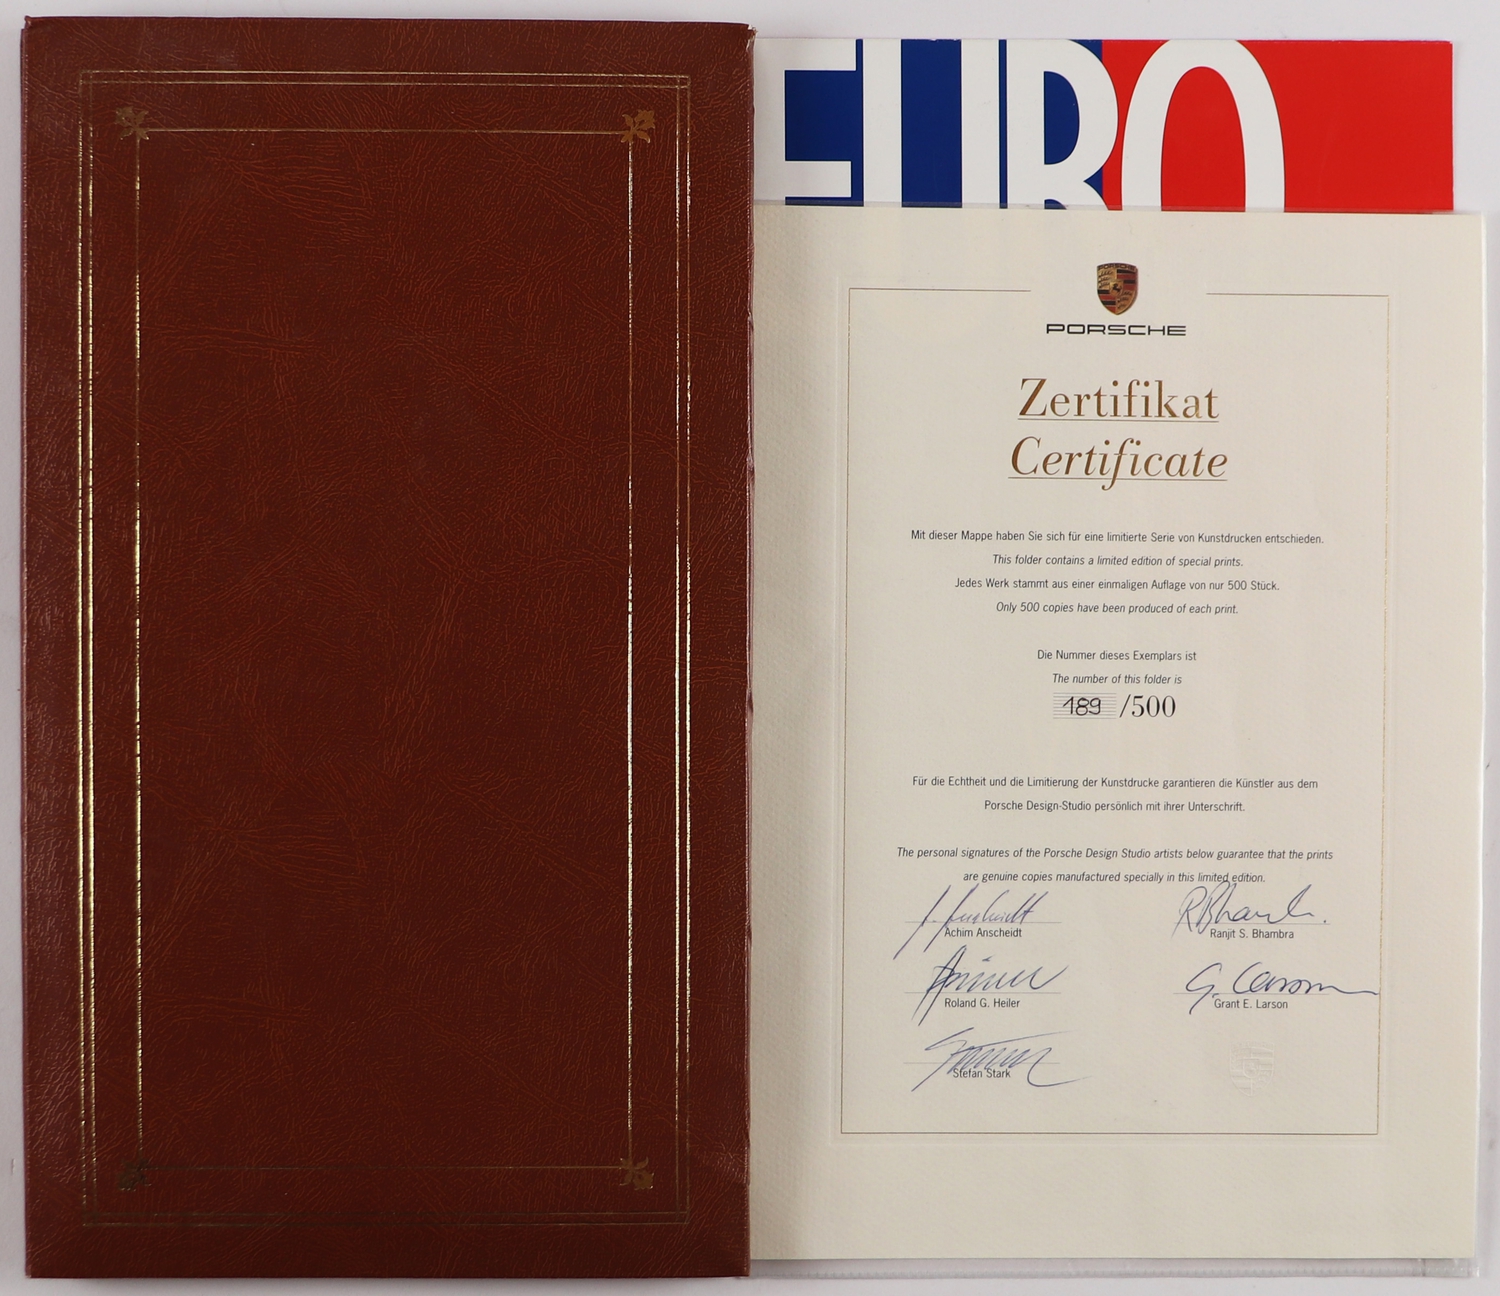 EURO
PORSCHE
PORSCHE
Zertifikat
Certificate
Mit dieser Mappe haben Sie sich für eine limitierte Serie von Kunstdrucken entschieden.
This folder contains a limited edition of special prints.
Jedes Werk stammt aus einer einmaligen Auflage von nur 500 Stück.
Only 500 copies have been produced of each print.
Die Nummer dieses Exemplars ist
The number of this folder is
189 /500
Für die Echtheit und die Limitierung der Kunstdrucke garantieren die Künstler aus dem
Porsche Design-Studio persönlich mit ihrer Unterschrift.
The personal signatures of the Porsche Design Studio artists below guarantee that the prints
are genuine copies manufactured specially in this limited edition.
Achim Anscheidt
R Bhambra.
Ranjit S. Bhambra
Roland G. Heiler
G. Larson
Grant E. Larson
Stefan Stark